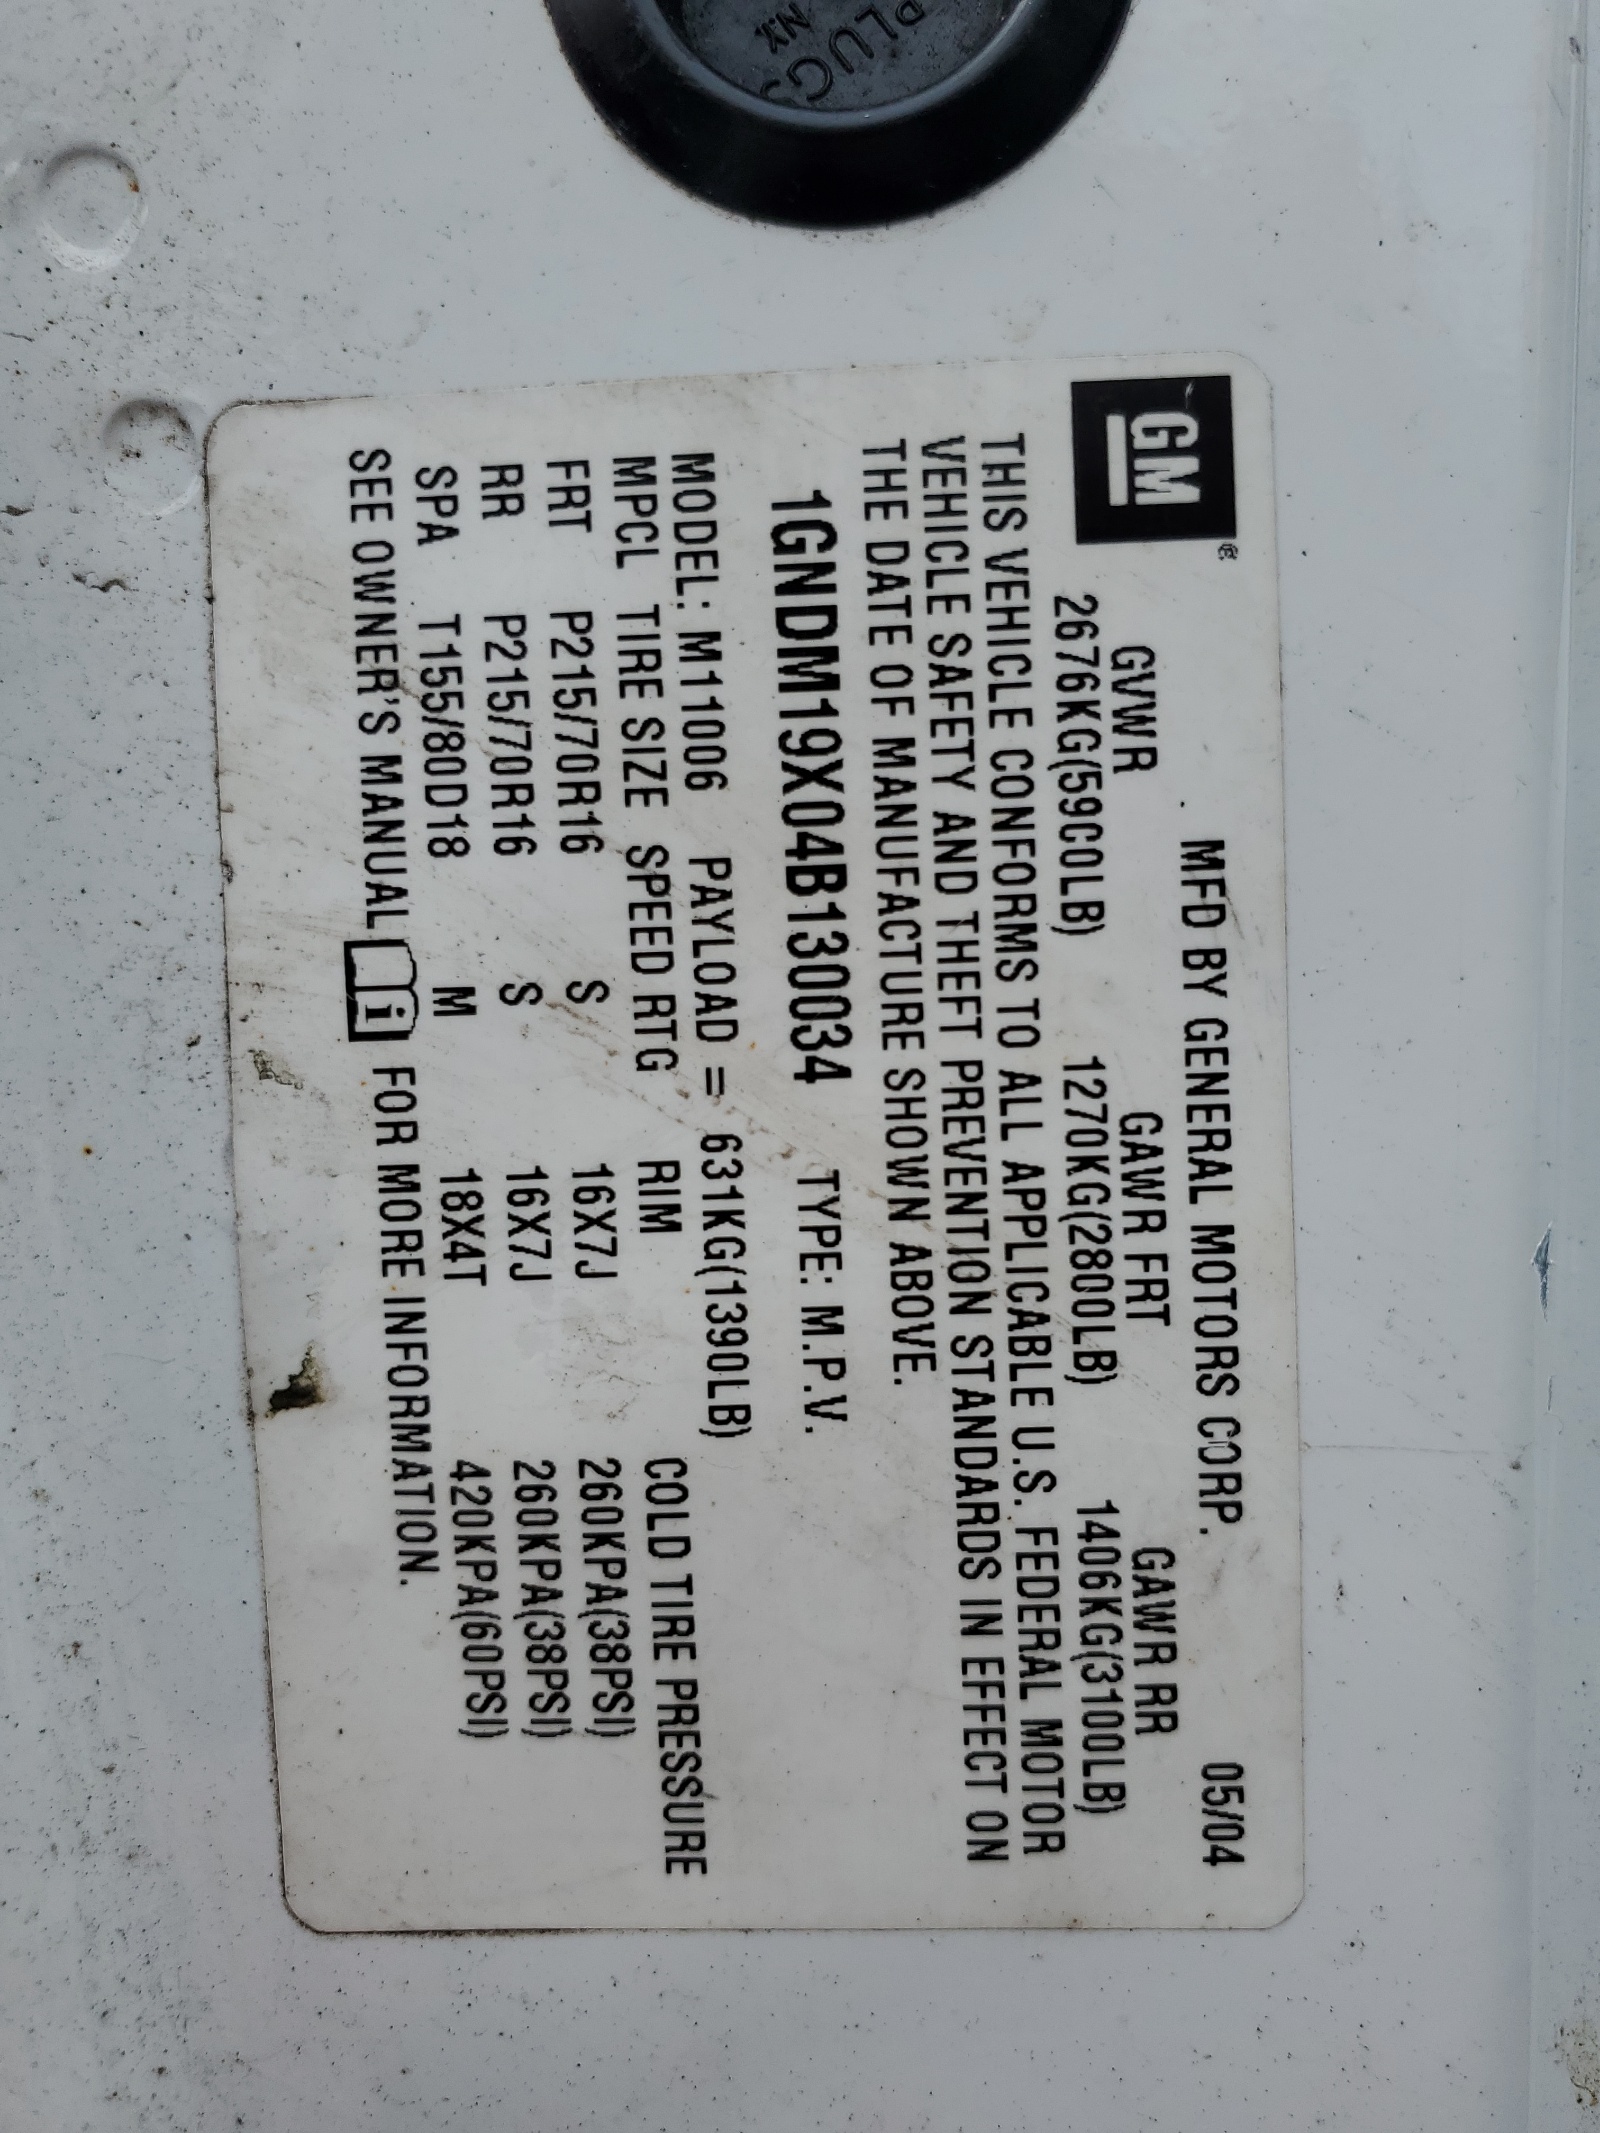 PLUGS
N.Y.
GM®
MFD BY GENERAL MOTORS CORP. 05/04
GVWR GAWR FRT GAWR RR
2676KG(5900LB) 1270KG(2800LB) 1406KG(3100LB)
THIS VEHICLE CONFORMS TO ALL APPLICABLE U.S. FEDERAL MOTOR
VEHICLE SAFETY AND THEFT PREVENTION STANDARDS IN EFFECT ON
THE DATE OF MANUFACTURE SHOWN ABOVE.
1GNDM19X04B130034 TYPE: M.P.V.
MODEL: M11006 PAYLOAD = 631KG(1390LB)
MPCL TIRE SIZE SPEED RTG RIM COLD TIRE PRESSURE
FRT P215/70R16 S 16X7J 260KPA(38PSI)
RR P215/70R16 S 16X7J 260KPA(38PSI)
SPA T155/80D18 M 18X4T 420KPA(60PSI)
SEE OWNER'S MANUAL i FOR MORE INFORMATION.